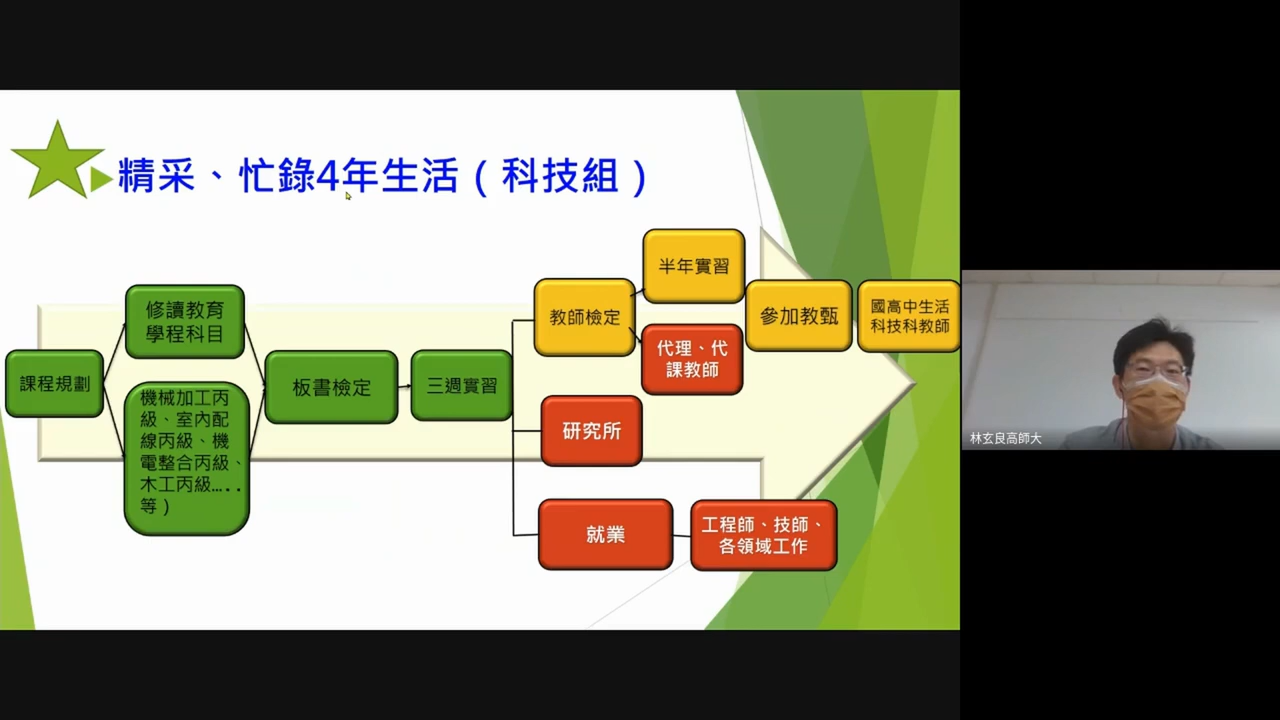 精采、忙錄4年生活（科技組）
課程規劃
修讀教育
學程科目
機械加工丙
級、室內配
線丙級、機
電整合丙級、
木工丙級…..
等）
板書檢定
三週實習
教師檢定
半年實習
代理、代
課教師
參加教甄
國高中生活
科技科教師
研究所
就業
工程師、技師、
各領域工作
林玄良高師大